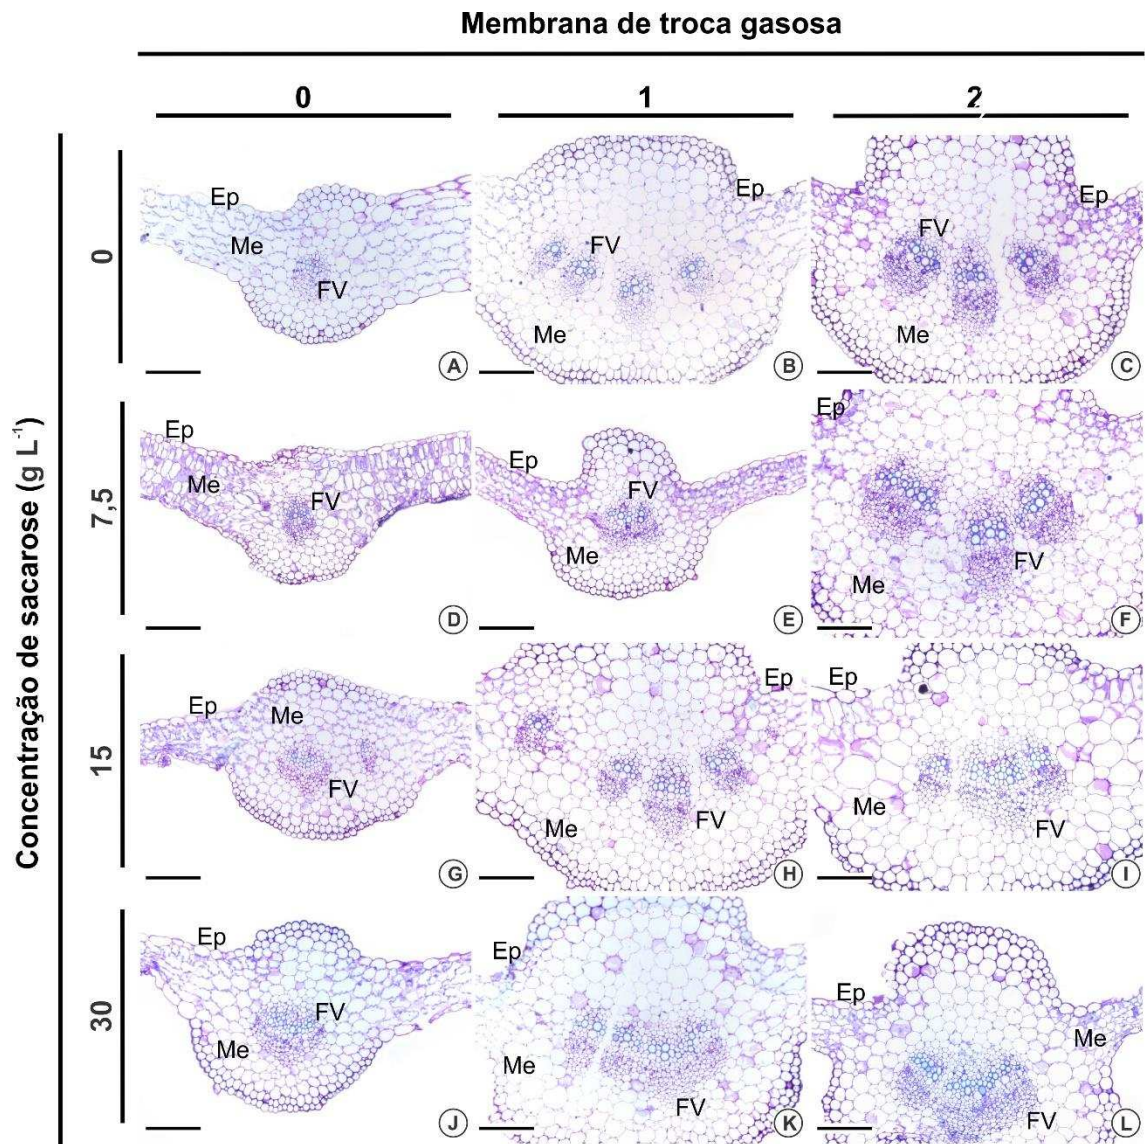 Membrana de troca gasosa
0 1 2
Concentração de sacarose (g L⁻¹)
0
Ep Me FV A
Ep FV Me B
Ep FV Me C
7,5
Ep Me FV D
Ep FV Me E
Ep Me FV F
15
Ep Me FV G
Ep Me FV H
Ep Me FV I
30
Ep FV Me J
Ep Me FV K
Ep Me FV L